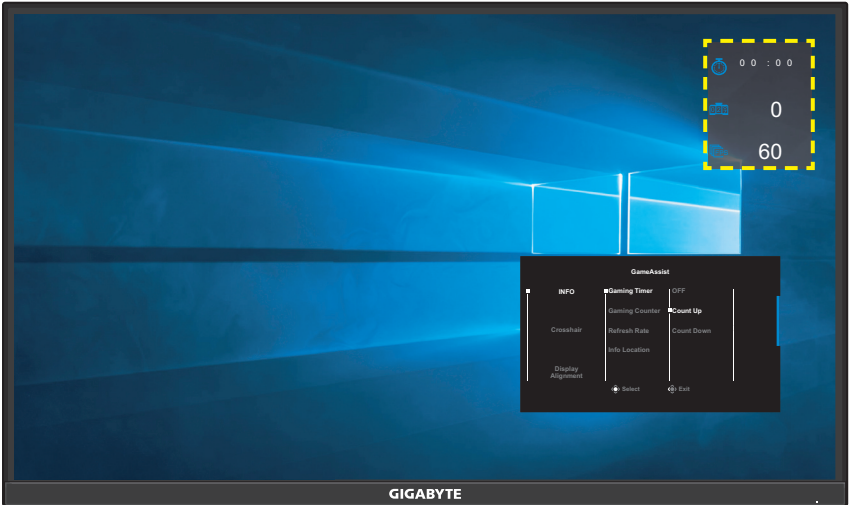 00 :00
0
60
GameAssist
INFO
Gaming Timer
OFF
Gaming Counter
Count Up
Crosshair
Refresh Rate
Count Down
Info Location
Display
Alignment
Select
Exit
GIGABYTE